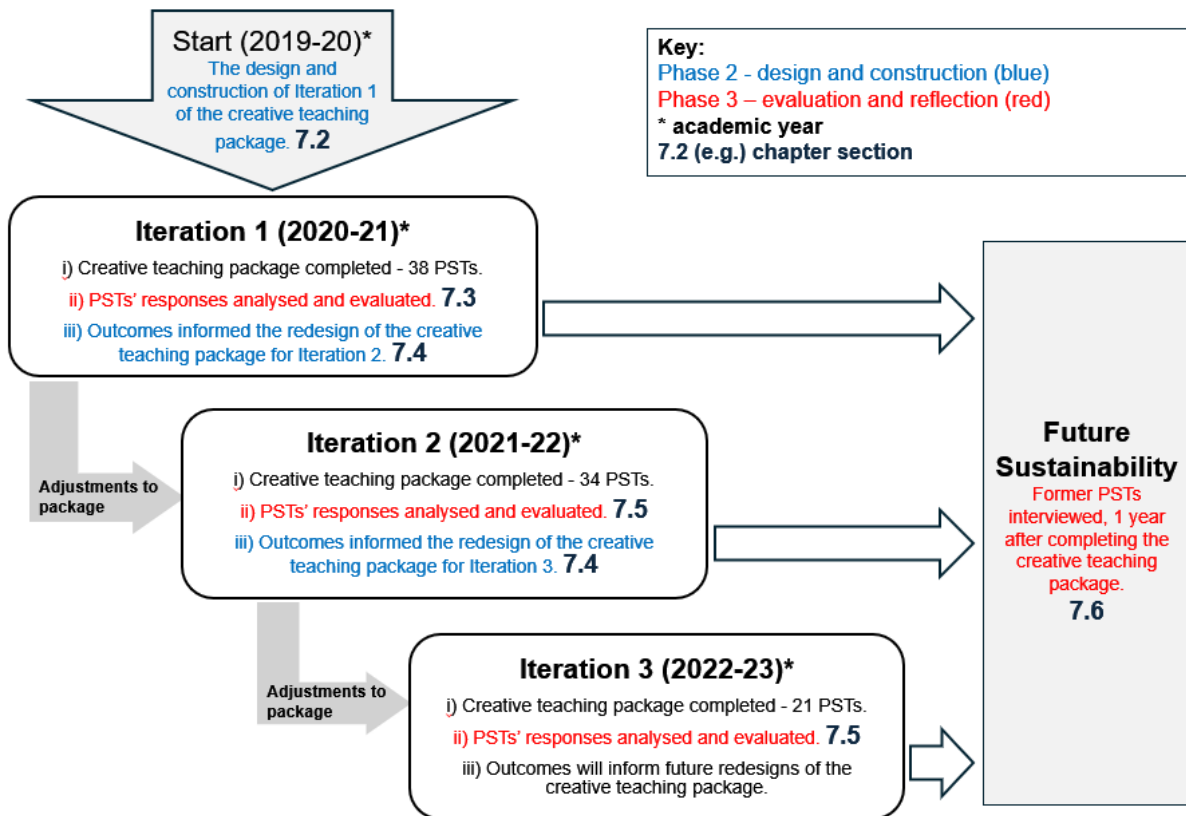 Start (2019-20)*
The design and
construction of Iteration 1
of the creative teaching
package. 7.2
Key:
Phase 2 - design and construction (blue)
Phase 3 – evaluation and reflection (red)
* academic year
7.2 (e.g.) chapter section
Iteration 1 (2020-21)*
i) Creative teaching package completed - 38 PSTs.
ii) PSTs' responses analysed and evaluated. 7.3
iii) Outcomes informed the redesign of the creative
teaching package for Iteration 2. 7.4
Adjustments to
package
Iteration 2 (2021-22)*
i) Creative teaching package completed - 34 PSTs.
ii) PSTs' responses analysed and evaluated. 7.5
iii) Outcomes informed the redesign of the creative
teaching package for Iteration 3. 7.4
Adjustments to
package
Iteration 3 (2022-23)*
i) Creative teaching package completed - 21 PSTs.
ii) PSTs' responses analysed and evaluated. 7.5
iii) Outcomes will inform future redesigns of the
creative teaching package.
Future
Sustainability
Former PSTs
interviewed, 1 year
after completing the
creative teaching
package.
7.6